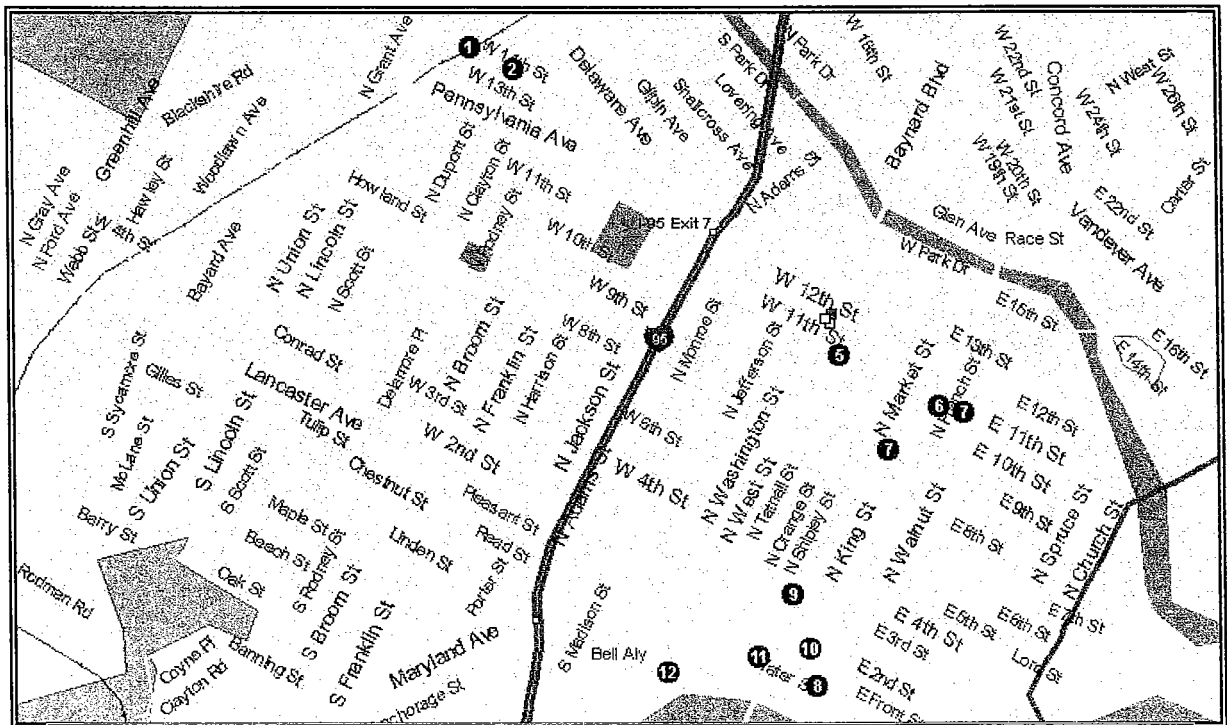 N Grant Ave
1
W 14th St
2
W 13th St
Pennsylvania Ave
Delaware Ave
Gilpin Ave
Shallcross Ave
Lovering Ave
S Park Dr
N Park Dr
W 18th St
Baynard Blvd
W 22nd St
W 21st St
W 20th St
W 19th St
Concord Ave
W 24th St
N West St
W 26th St
Carter St
E 22nd St
Vandever Ave
Greenhill Ave
Blackshire Rd
Woodlawn Ave
Hawley St
N Gray Ave
N Ford Ave
Webb St
W 4th St
Bayard Ave
Howland St
N Dupont St
N Clayton St
W 11th St
N Rodney St
W 10th St
I-95 Exit 7
N Adams St
Glen Ave
Race St
W Park Dr
N Union St
N Lincoln St
N Scott St
W 9th St
W 8th St
95
N Monroe St
W 12th St
W 11th St
5
E 15th St
E 16th St
E 14th St
E 13th St
Conrad St
Delamore Pl
N Broom St
W 3rd St
N Franklin St
N Harrison St
N Jackson St
N Jefferson St
N Market St
6
7
7
E 12th St
E 11th St
E 10th St
E 9th St
S Sycamore St
Gilles St
Lancaster Ave
Tulip St
W 2nd St
W 6th St
W 4th St
N Washington St
N West St
N Tatnall St
N Orange St
N Shipley St
N King St
N Walnut St
E 8th St
N Spruce St
N Church St
McLane St
S Union St
S Lincoln St
S Scott St
Chestnut St
Pleasant St
Read St
N Adams St
Barry St
Maple St
Beech St
Oak St
S Rodney St
Linden St
Porter St
9
E 7th St
E 6th St
E 5th St
E 4th St
E 3rd St
Rodman Rd
Coyne Pl
Clayton Rd
Banning St
S Broom St
S Franklin St
Maryland Ave
S Madison St
Bell Aly
12
11
10
8
E 2nd St
E Front St
Lord St